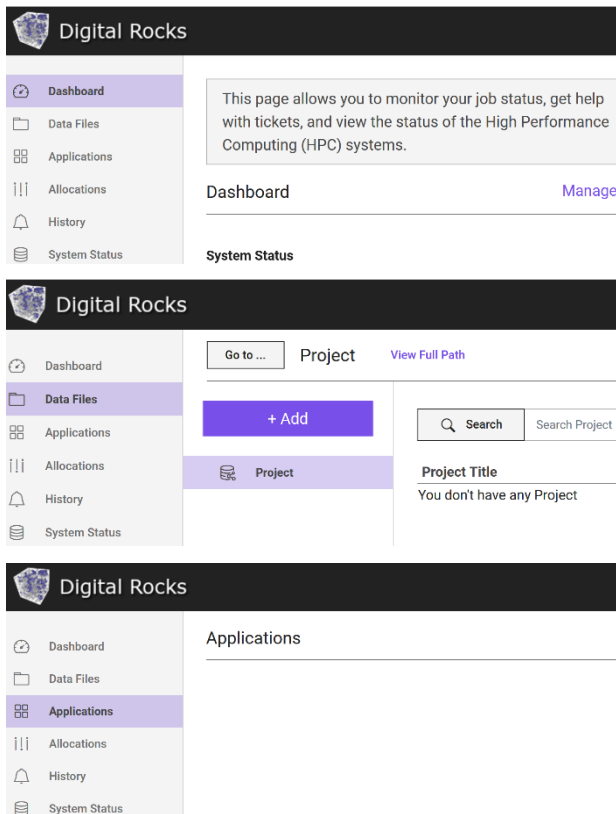 Digital Rocks
Dashboard
Data Files
Applications
Allocations
History
System Status
This page allows you to monitor your job status, get help
with tickets, and view the status of the High Performance
Computing (HPC) systems.
Dashboard Manage
System Status
Digital Rocks
Dashboard
Data Files
Applications
Allocations
History
System Status
Go to ... Project View Full Path
+ Add
Project
Search Search Project
Project Title
You don't have any Project
Digital Rocks
Dashboard
Data Files
Applications
Allocations
History
System Status
Applications